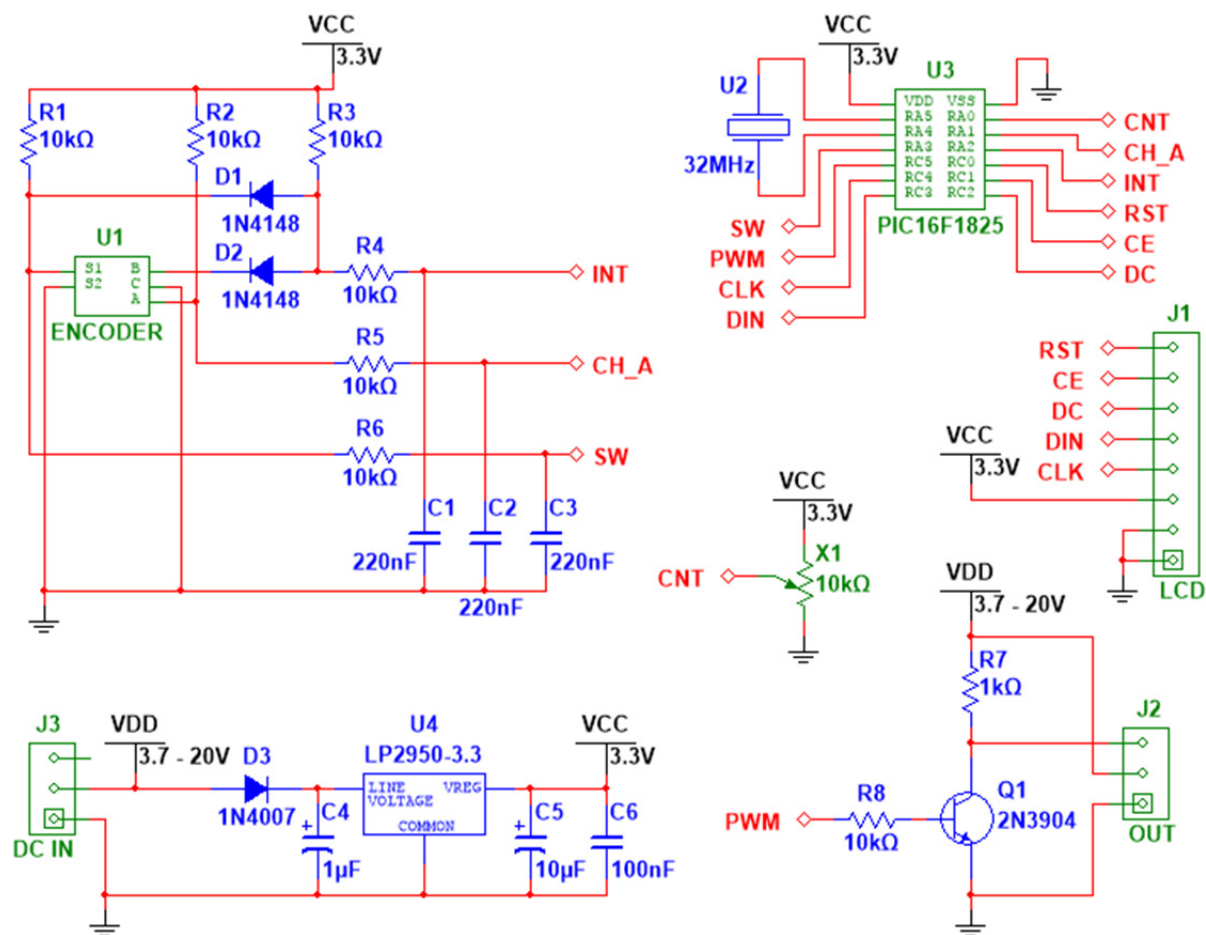 VCC
3.3V
R1
10kΩ
R2
10kΩ
R3
10kΩ
D1
1N4148
U1
S1 B
S2 C
A
ENCODER
D2
1N4148
R4
10kΩ
INT
R5
10kΩ
CH_A
R6
10kΩ
SW
C1
220nF
C2
220nF
C3
220nF
VCC
3.3V
U2
32MHz
U3
VDD VSS
RA5 RA0
RA4 RA1
RA3 RA2
RC5 RC0
RC4 RC1
RC3 RC2
PIC16F1825
CNT
CH_A
INT
RST
CE
DC
SW
PWM
CLK
DIN
J1
RST
CE
DC
DIN
CLK
VCC
3.3V
LCD
VCC
3.3V
X1
10kΩ
CNT
VDD
3.7 - 20V
R7
1kΩ
J2
OUT
Q1
2N3904
R8
10kΩ
PWM
J3
DC IN
VDD
3.7 - 20V
D3
1N4007
U4
LP2950-3.3
LINE VREG
VOLTAGE
COMMON
VCC
3.3V
C4
+
1µF
C5
+
10µF
C6
100nF